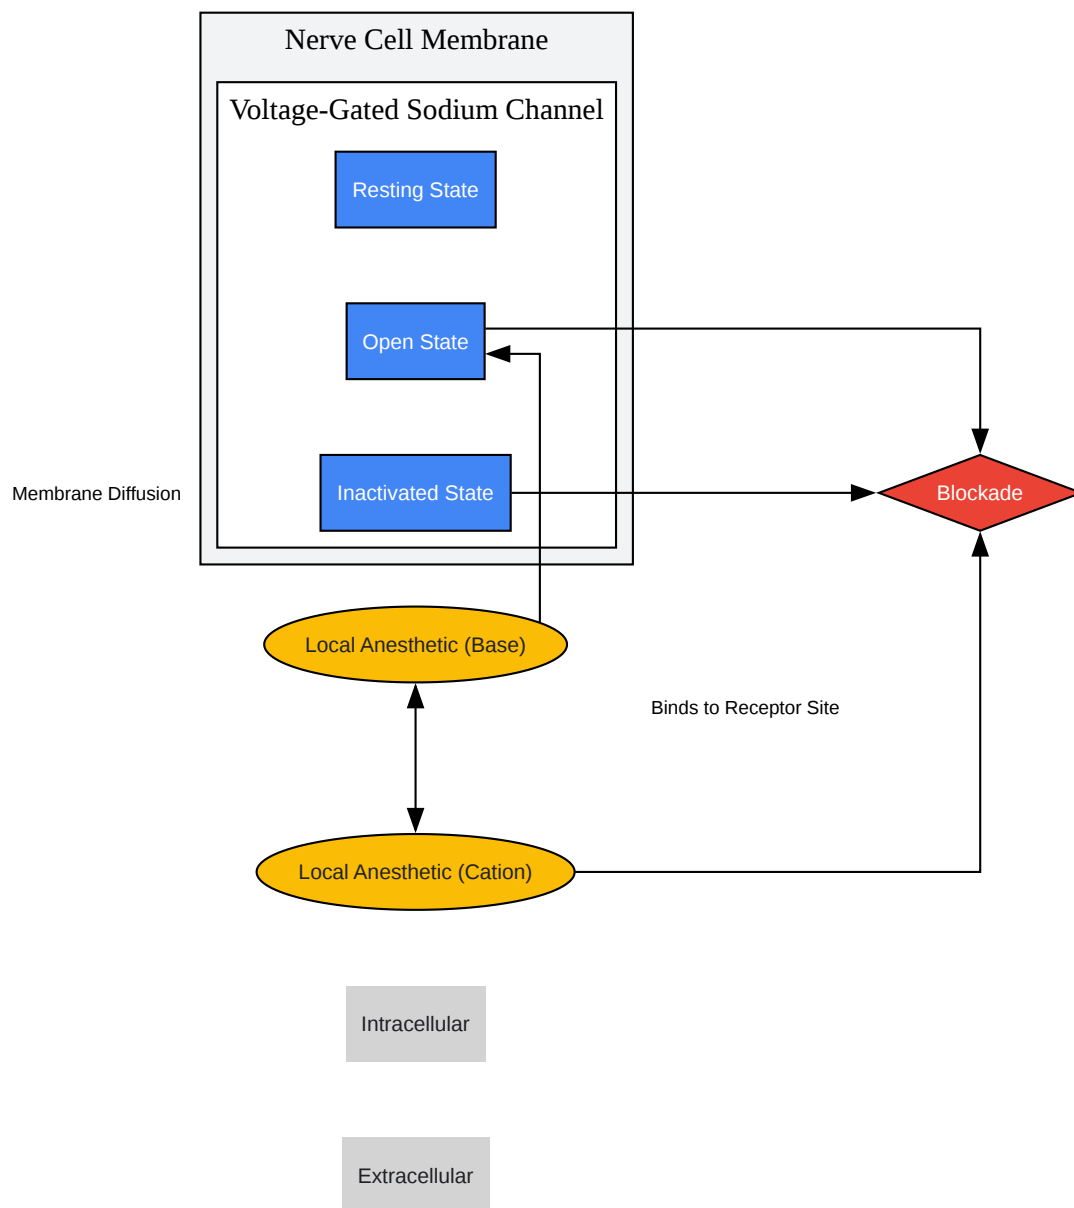 Nerve Cell Membrane
Voltage-Gated Sodium Channel
Resting State
Open State
Inactivated State
Membrane Diffusion
Blockade
Local Anesthetic (Base)
Binds to Receptor Site
Local Anesthetic (Cation)
Intracellular
Extracellular